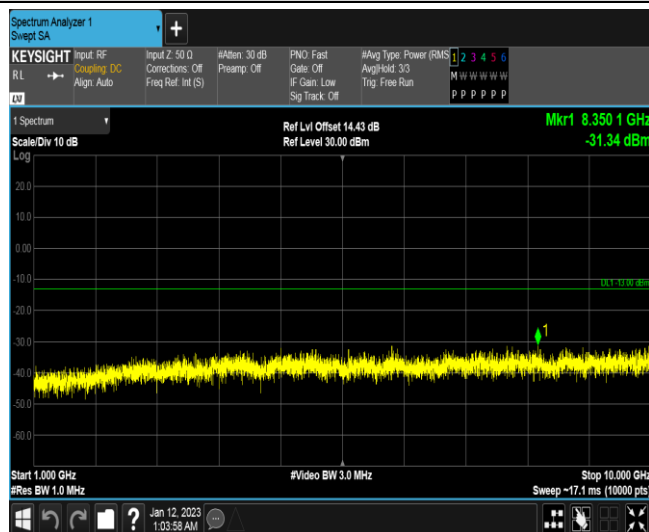 Spectrum Analyzer 1
Swept SA
+
KEYSIGHT
RL
LXI
Input: RF
Coupling: DC
Align: Auto
Input Z: 50 Ω
Corrections: Off
Freq Ref: Int (S)
#Atten: 30 dB
Preamp: Off
PNO: Fast
Gate: Off
IF Gain: Low
Sig Track: Off
#Avg Type: Power (RMS
Avg|Hold: 3/3
Trig: Free Run
1 2 3 4 5 6
M W W W W W
P P P P P P
1 Spectrum
Scale/Div 10 dB
Log
Ref Lvl Offset 14.43 dB
Ref Level 30.00 dBm
Mkr1 8.350 1 GHz
-31.34 dBm
20.0
10.0
0.00
-10.0
DL1 -13.00 dBm
-20.0
-30.0
1
-40.0
-50.0
-60.0
Start 1.000 GHz
#Res BW 1.0 MHz
#Video BW 3.0 MHz
Stop 10.000 GHz
Sweep ~17.1 ms (10000 pts)
?
Jan 12, 2023
1:03:58 AM